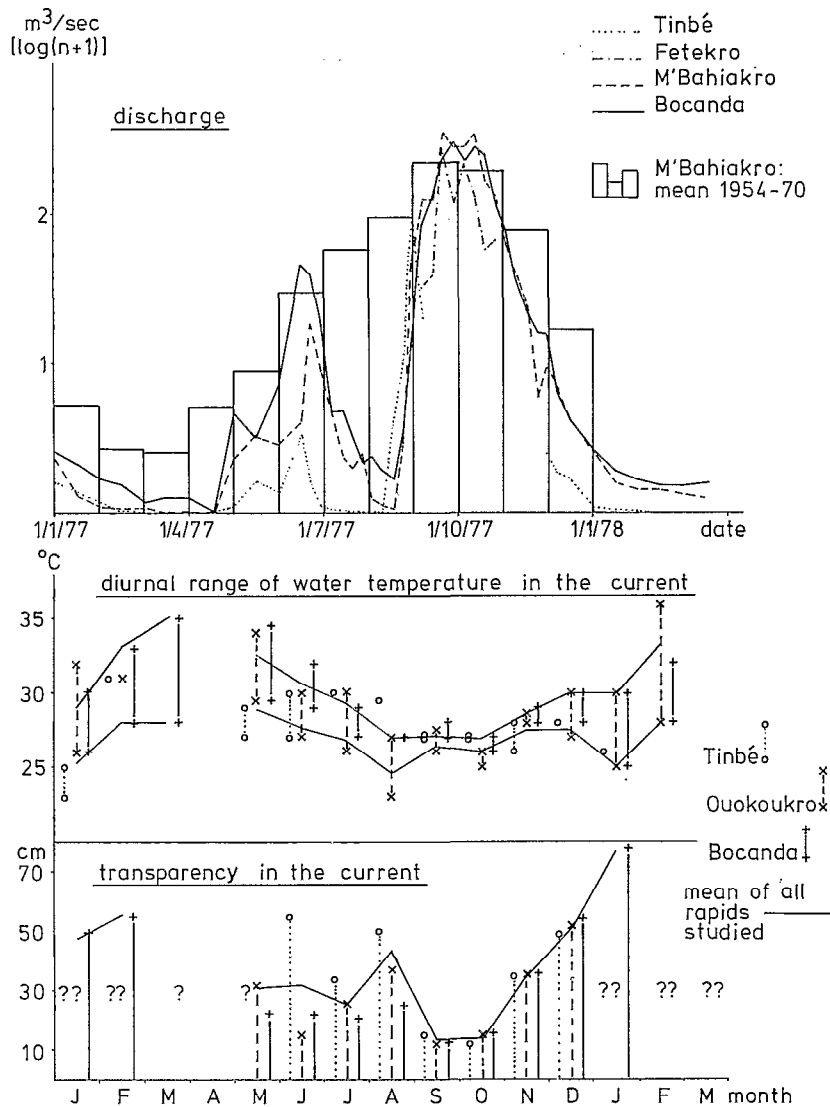 m³/sec
[log(n+1)]
Tinbé
Fetekro
M'Bahiakro
Bocanda
discharge
M'Bahiakro:
mean 1954-70
2
1
1/1/77 1/4/77 1/7/77 1/10/77 1/1/78 date
°C
diurnal range of water temperature in the current
35
30
25
Tinbé
Ouokoukro
Bocanda
cm
transparency in the current
mean of all
rapids
studied
70
50
30
10
?? ?? ? ? ?? ?? ??
J F M A M J J A S O N D J F M month